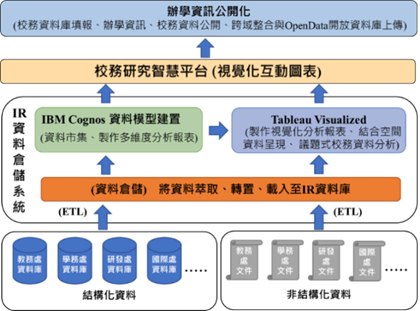 辦學資訊公開化
(校務資料庫填報、辦學資訊、校務資料公開、跨域整合與OpenData開放資料庫上傳)
校務研究智慧平台 (視覺化互動圖表)
IR資料倉儲系統
IBM Cognos 資料模型建置
(資料市集、製作多維度分析報表)
Tableau Visualized
(製作視覺化分析報表、結合空間
資料呈現、議題式校務資料分析)
(資料倉儲) 將資料萃取、轉置、載入至IR資料庫
(ETL)
(ETL)
教務處
資料庫
學務處
資料庫
研發處
資料庫
國際處
資料庫
.....
結構化資料
教務
處
文件
學務
處
文件
研發
處
文件
國際
處
文件
.....
非結構化資料